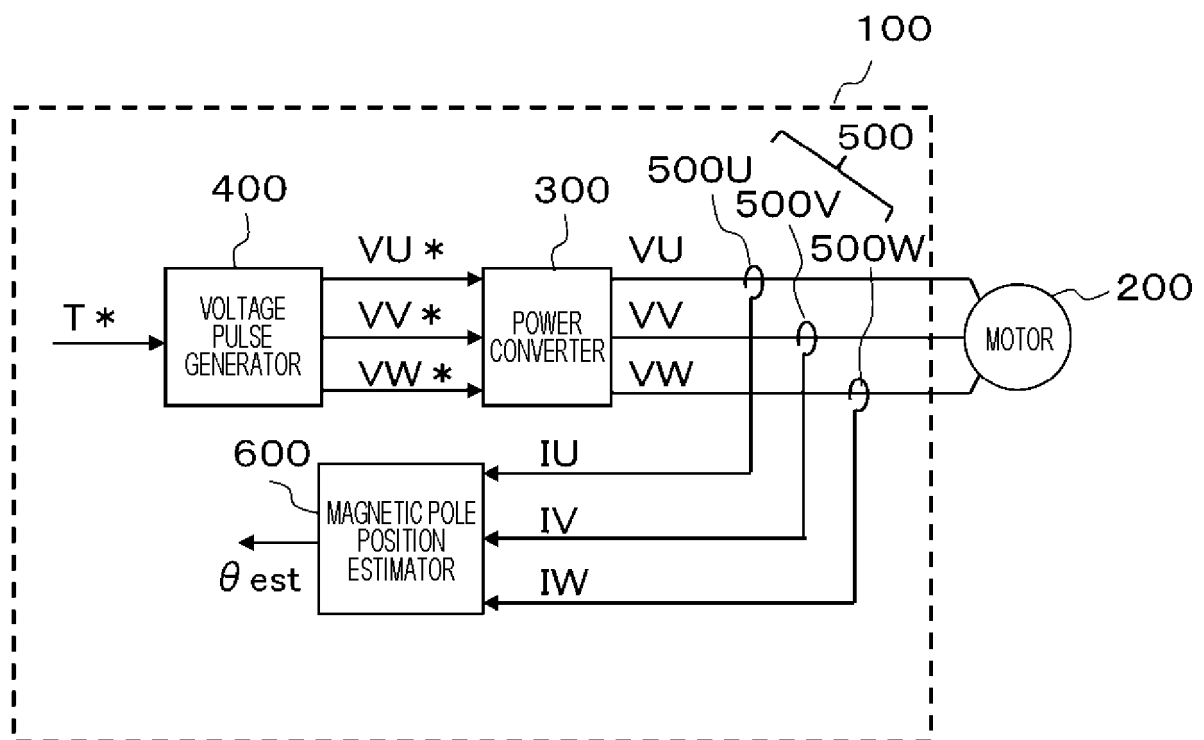 100
500
500U
400
300
500V
500W
VU*
VU
200
T*
VOLTAGE
PULSE
GENERATOR
VV*
POWER
CONVERTER
VV
MOTOR
VW*
VW
600
IU
MAGNETIC POLE
POSITION
ESTIMATOR
IV
θest
IW